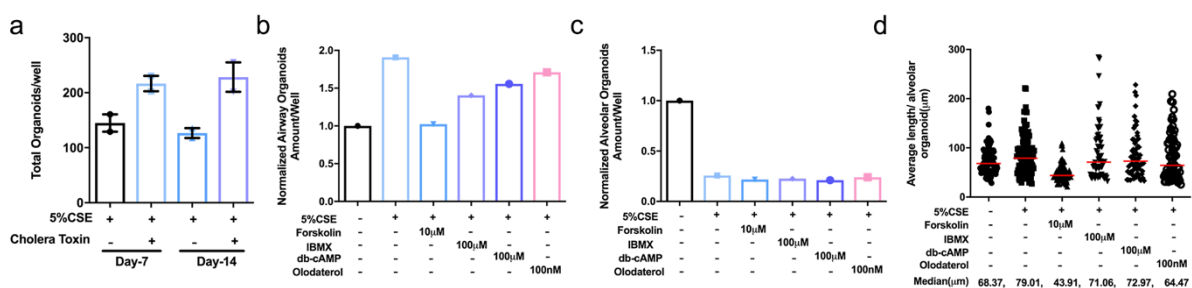 a
Total Organoids/well
300
200
100
0
5%CSE + + + +
Cholera Toxin - + - +
Day-7 Day-14
b
Normalized Airway Organoids
Amount/Well
2.0
1.5
1.0
0.5
0.0
5%CSE - + + + + +
Forskolin - - 10μM - - -
IBMX - - - 100μM - -
db-cAMP - - - - 100μM -
Olodaterol - - - - - 100nM
c
Normalized Alveolar Organoids
Amount/Well
1.5
1.0
0.5
0.0
5%CSE - + + + + +
Forskolin - - 10μM - - -
IBMX - - - 100μM - -
db-cAMP - - - - 100μM -
Olodaterol - - - - - 100nM
d
Average length/ alveolar
organoid(μm)
300
200
100
0
5%CSE - + + + + +
Forskolin - - 10μM - - -
IBMX - - - 100μM - -
db-cAMP - - - - 100μM -
Olodaterol - - - - - 100nM
Median(μm) 68.37, 79.01, 43.91, 71.06, 72.97, 64.47